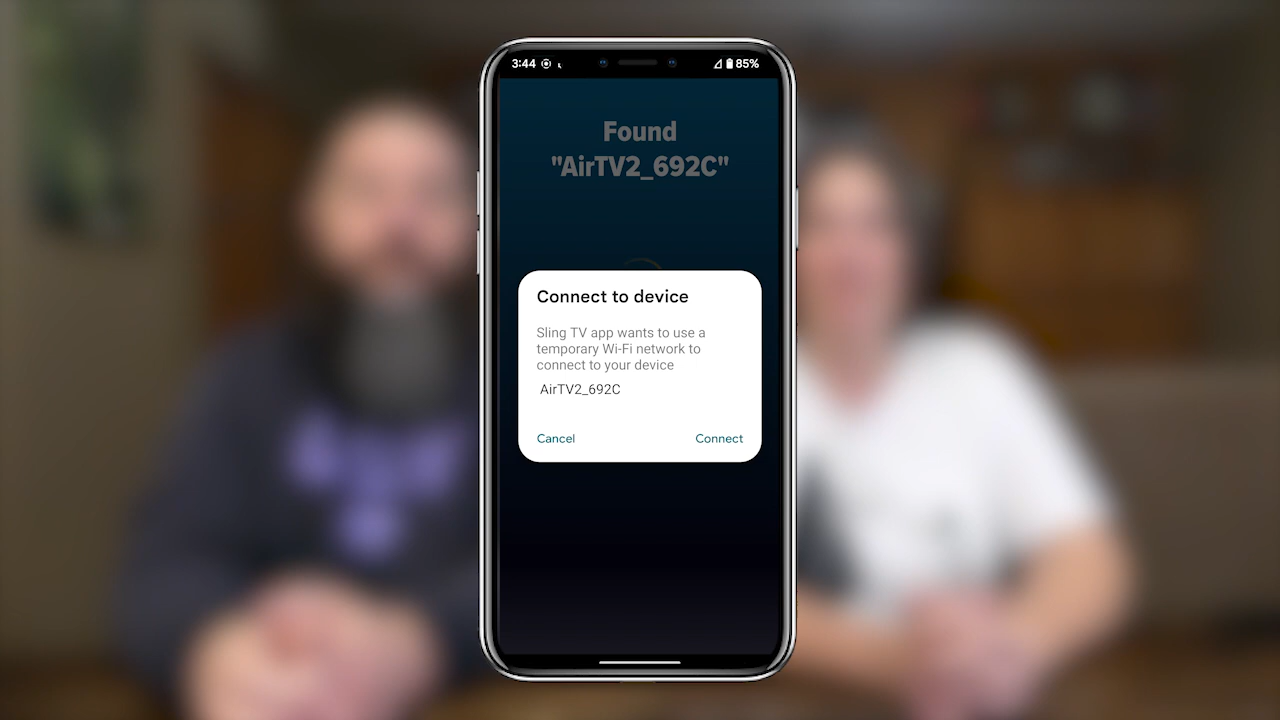 3:44
85%
Found
"AirTV2_692C"
Connect to device
Sling TV app wants to use a
temporary Wi-Fi network to
connect to your device
AirTV2_692C
Cancel
Connect